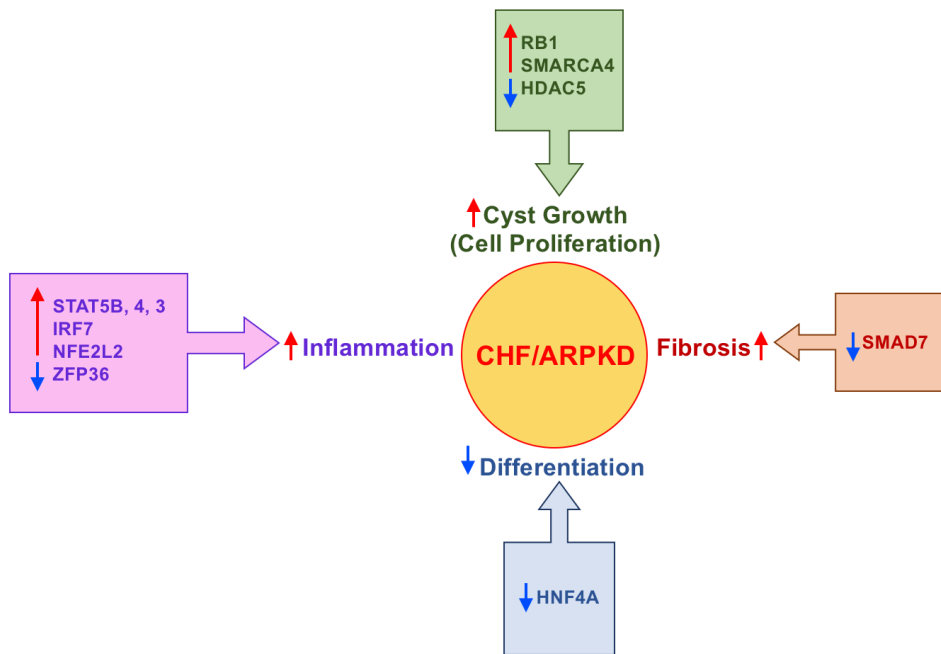 RB1
SMARCA4
HDAC5
Cyst Growth
(Cell Proliferation)
STAT5B, 4, 3
IRF7
NFE2L2
ZFP36
Inflammation
CHF/ARPKD
Fibrosis
SMAD7
Differentiation
HNF4A